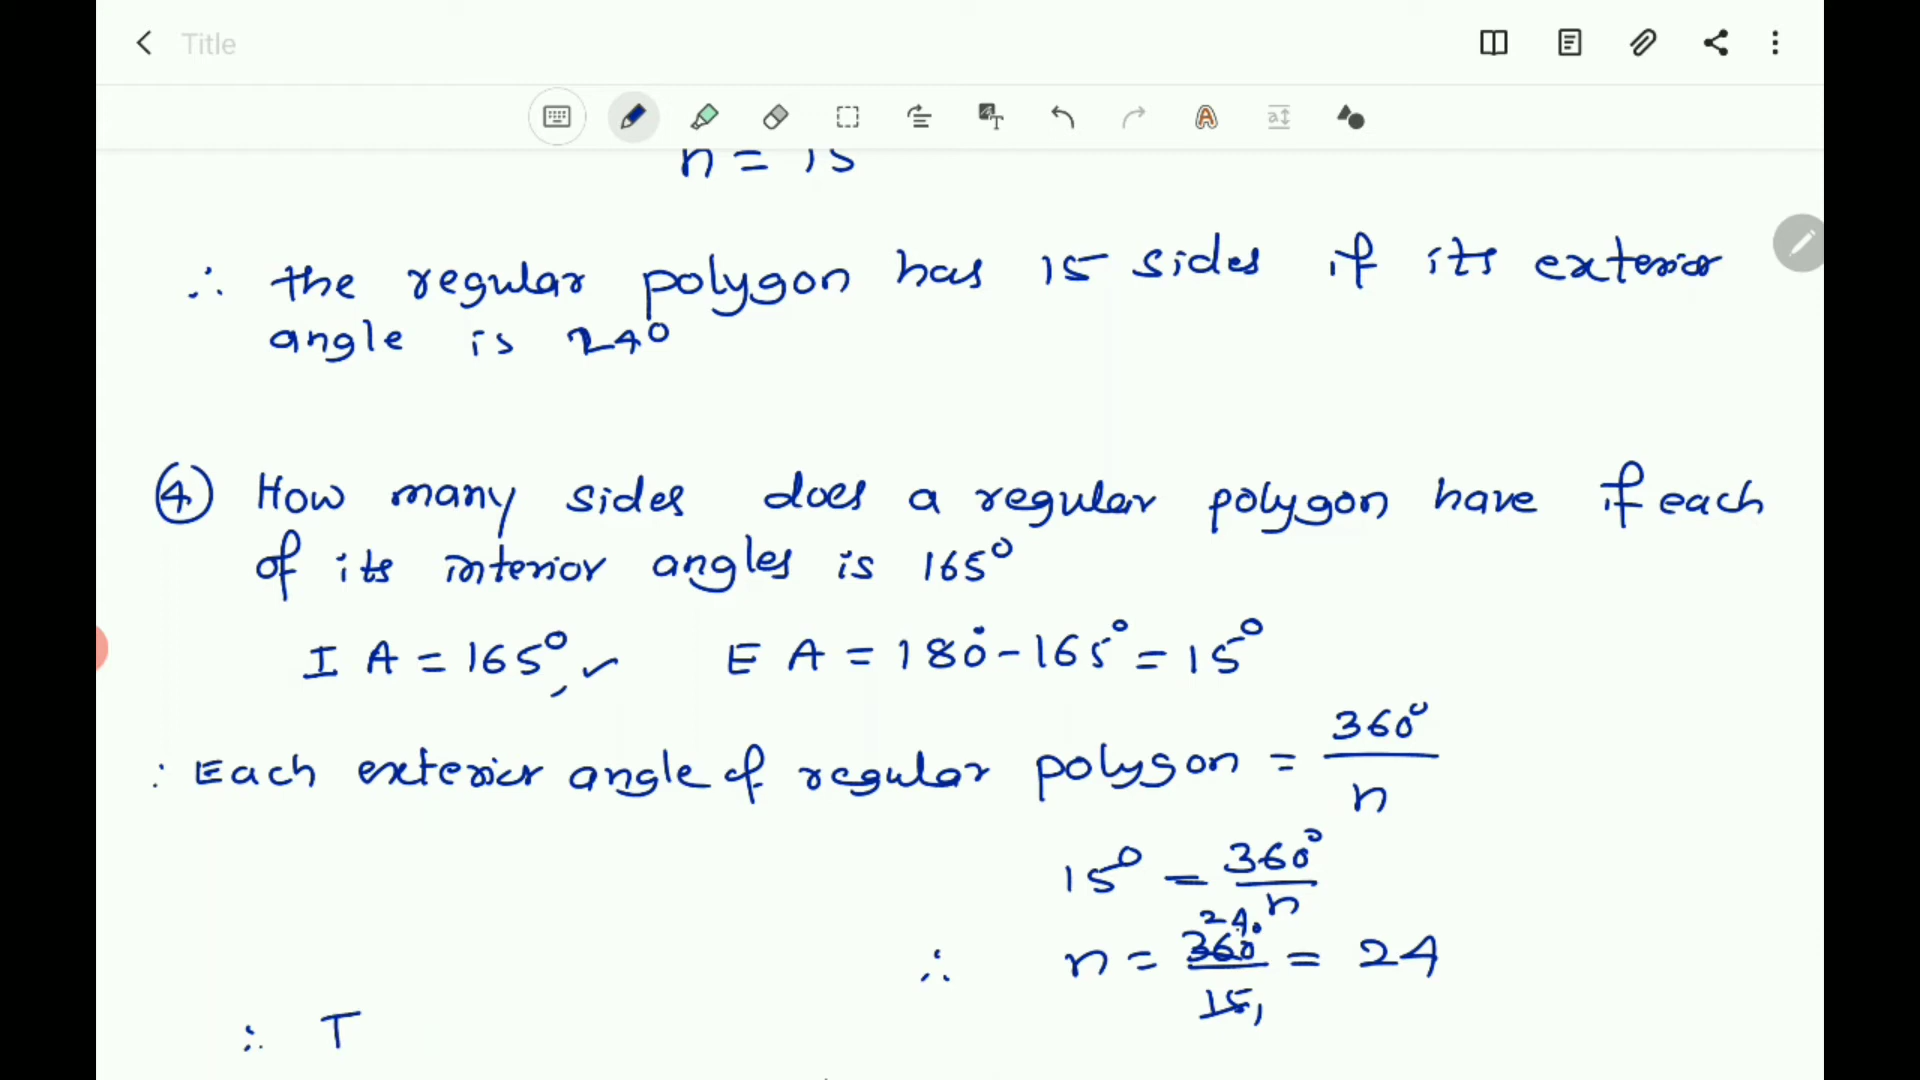 Title
n = 15
∴ the regular polygon has 15 sides if its exterior
angle is 24°
④ How many sides does a regular polygon have if each
of its interior angles is 165°
I A = 165°, ✓ E A = 180° - 165° = 15°
∴ Each exterior angle of regular polygon = 360°/n
15° = 360°/n
24
∴ n = 360/15 = 24
1
∴ T